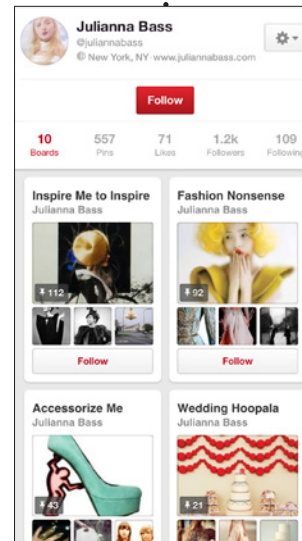 Julianna Bass
@juliannabass
New York, NY · www.juliannabass.com
Follow
10 557 71 1.2k 109
Boards Pins Likes Followers Following
Inspire Me to Inspire
Julianna Bass
112
Follow
Fashion Nonsense
Julianna Bass
92
Follow
Accessorize Me
Julianna Bass
43
Wedding Hoopala
Julianna Bass
21